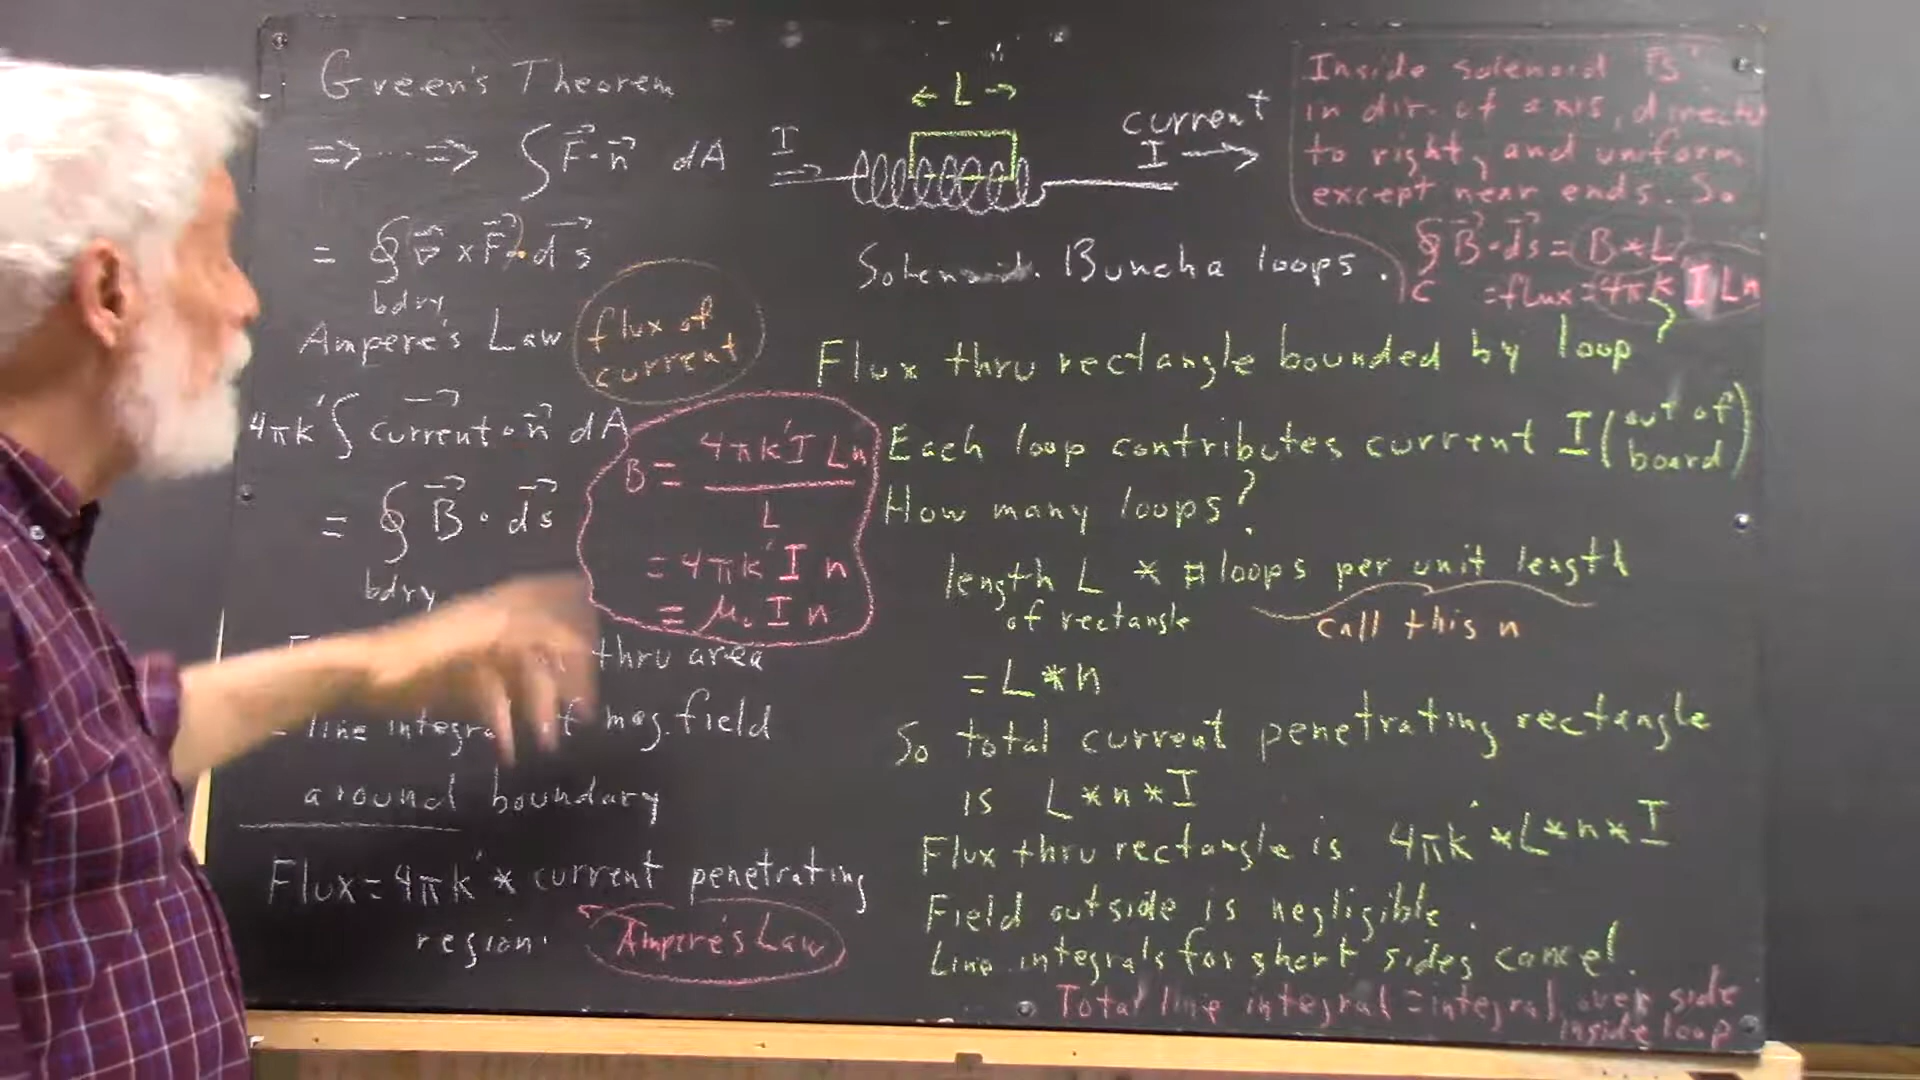 Green's Theorem
⇒ ... ⇒ ∫ F⃗·n⃗ dA
= ∮ (∇⃗ × F⃗)·d⃗s
bdry
Ampere's Law
flux of
current
4πk' ∫ current·n⃗ dA
= ∮ B⃗·d⃗s
bdry
thru area
line integral of mag. field
around boundary
Flux = 4πk' * current penetrating
region.
Ampere's Law
B = 4πk'I Ln / L
= 4πk' I n
= μ₀ I n
← L →
I
current
I →
Solenoid. Buncha loops.
Flux thru rectangle bounded by loop?
Each loop contributes current I (out of board)
How many loops?
length L * # loops per unit length
of rectangle
call this n
= L * n
So total current penetrating rectangle
is L * n * I
Flux thru rectangle is 4πk' * L * n * I
Field outside is negligible.
Line integrals for short sides cancel.
Total line integral = integral over side
inside loop
Inside solenoid B is
in dir. of axis, directed
to right, and uniform
except near ends. So
∮ B⃗·d⃗s = B * L
C = flux = 4πk' I Ln